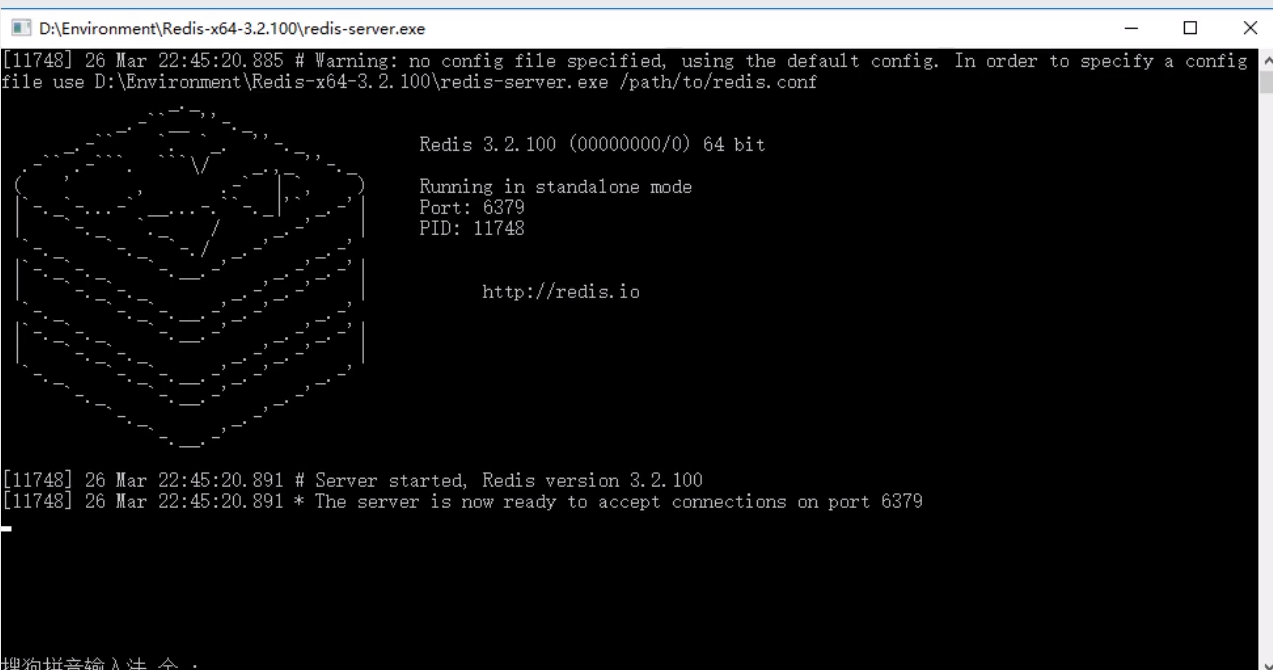 D:\Environment\Redis-x64-3.2.100\redis-server.exe
[11748] 26 Mar 22:45:20.885 # Warning: no config file specified, using the default config. In order to specify a config
file use D:\Environment\Redis-x64-3.2.100\redis-server.exe /path/to/redis.conf
Redis 3.2.100 (00000000/0) 64 bit
Running in standalone mode
Port: 6379
PID: 11748
http://redis.io
[11748] 26 Mar 22:45:20.891 # Server started, Redis version 3.2.100
[11748] 26 Mar 22:45:20.891 * The server is now ready to accept connections on port 6379
搜狗拼音输入法 全 :